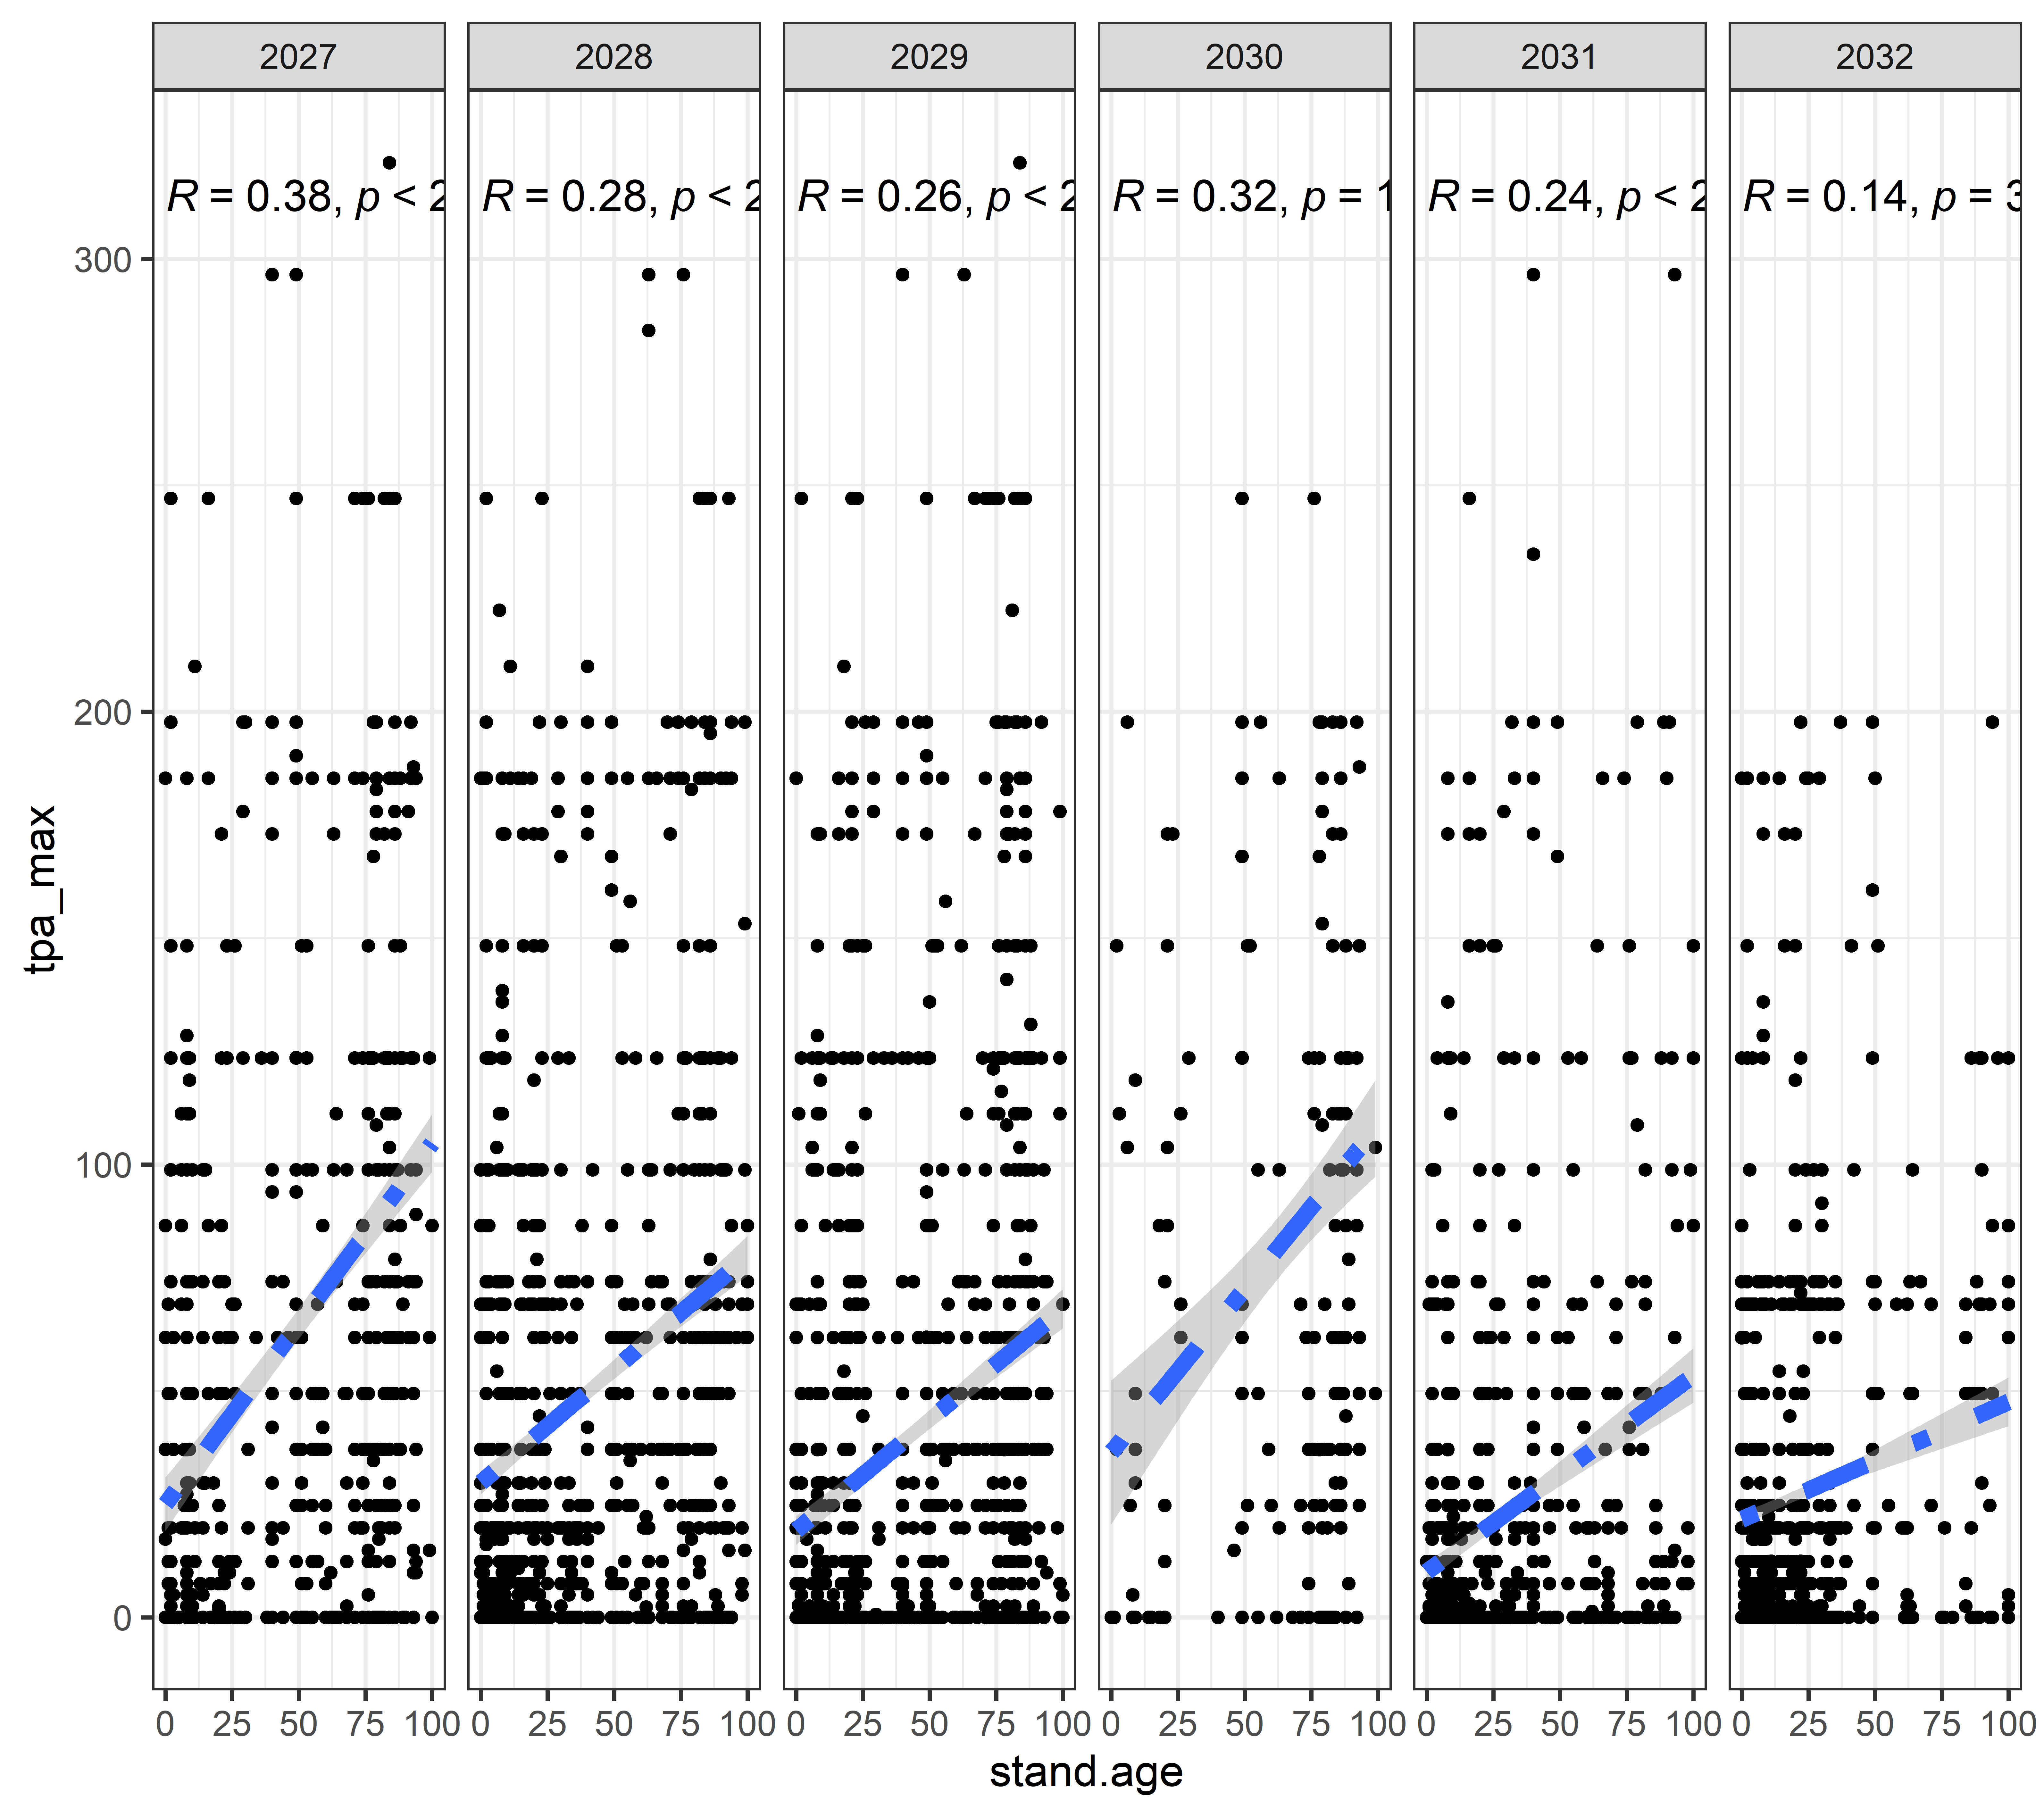 2027 2028 2029 2030 2031 2032
R = 0.38, p < 2 R = 0.28, p < 2 R = 0.26, p < 2 R = 0.32, p = 1 R = 0.24, p < 2 R = 0.14, p = 3
300
200
tpa_max
100
0
0 25 50 75 100 0 25 50 75 100 0 25 50 75 100 0 25 50 75 100 0 25 50 75 100 0 25 50 75 100
stand.age